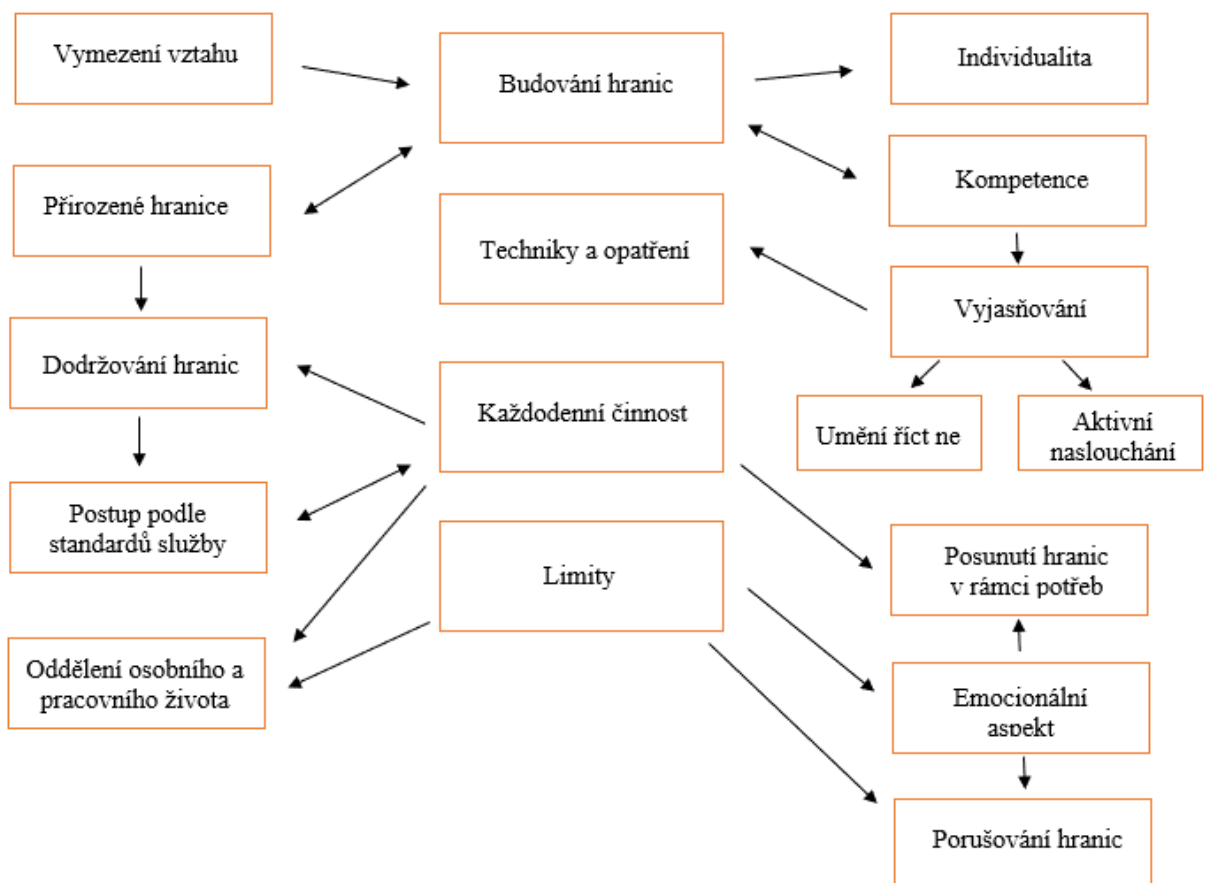 Vymezení vztahu
Budování hranic
Individualita
Přirozené hranice
Kompetence
Techniky a opatření
Vyjasňování
Dodržování hranic
Každodenní činnost
Umění říct ne
Aktivní
naslouchání
Postup podle
standardů služby
Limity
Posunutí hranic
v rámci potřeb
Oddělení osobního a
pracovního života
Emocionální
aspekt
Porušování hranic